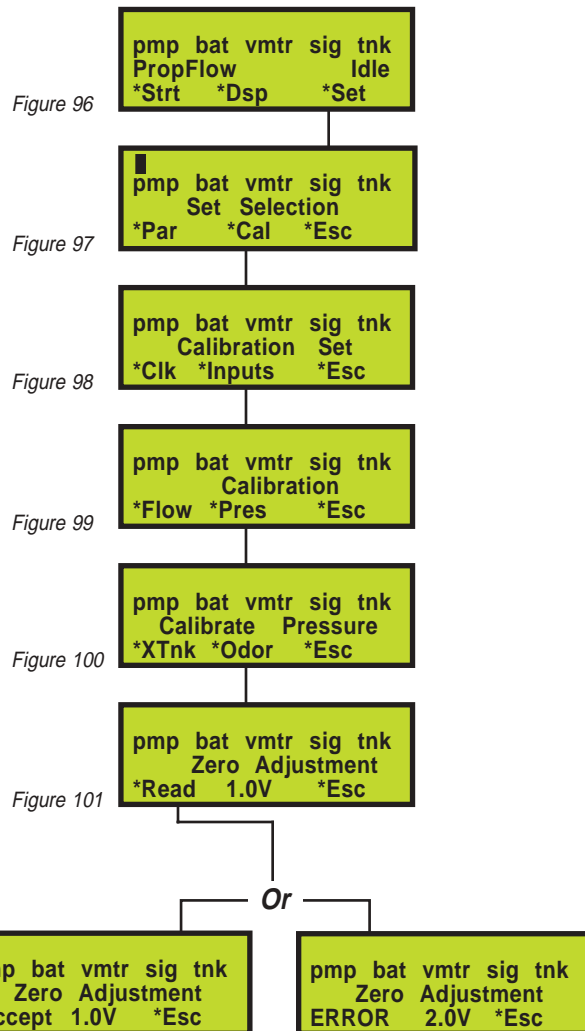 pmp bat vmtr sig tnk
PropFlow Idle
*Strt *Dsp *Set
Figure 96
pmp bat vmtr sig tnk
Set Selection
*Par *Cal *Esc
Figure 97
pmp bat vmtr sig tnk
Calibration Set
*Clk *Inputs *Esc
Figure 98
pmp bat vmtr sig tnk
Calibration
*Flow *Pres *Esc
Figure 99
pmp bat vmtr sig tnk
Calibrate Pressure
*XTnk *Odor *Esc
Figure 100
pmp bat vmtr sig tnk
Zero Adjustment
*Read 1.0V *Esc
Figure 101
Or
bat vmtr sig tnk
Zero Adjustment
1.0V *Esc
pmp bat vmtr sig tnk
Zero Adjustment
ERROR 2.0V *Esc